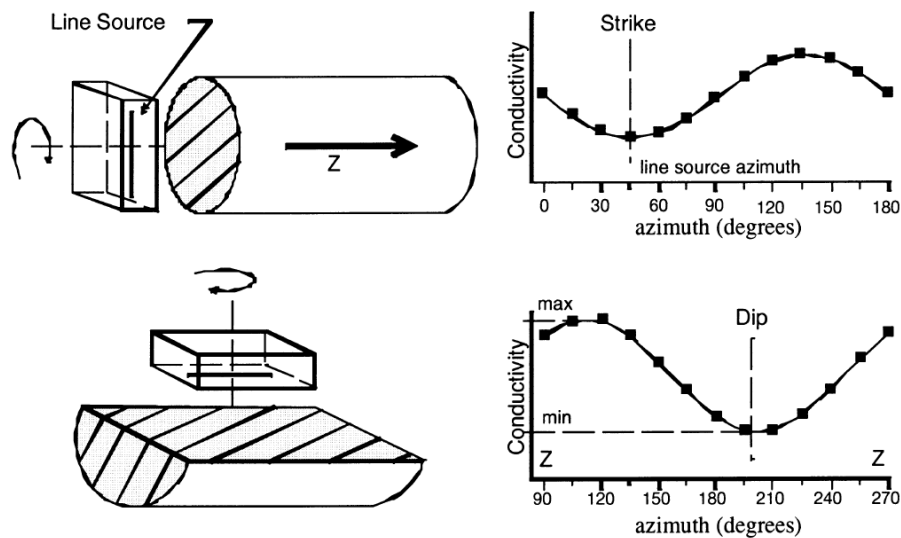 Line Source
Z
Strike
Conductivity
line source azimuth
0 30 60 90 120 150 180
azimuth (degrees)
max
Dip
Conductivity
min
Z Z
90 120 150 180 210 240 270
azimuth (degrees)